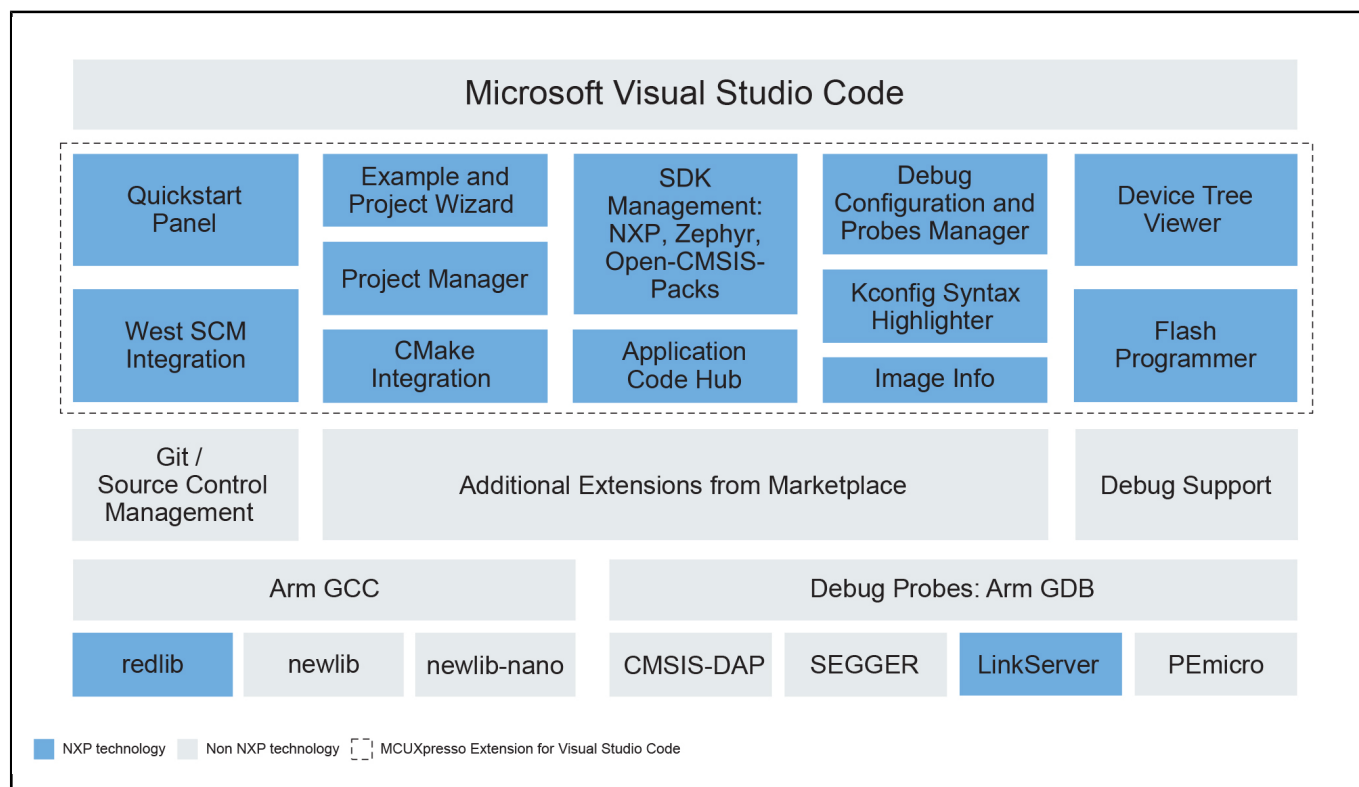 Microsoft Visual Studio Code
Quickstart
Panel
West SCM
Integration
Example and
Project Wizard
Project Manager
CMake
Integration
SDK
Management:
NXP, Zephyr,
Open-CMSIS-
Packs
Application
Code Hub
Debug
Configuration and
Probes Manager
Kconfig Syntax
Highlighter
Image Info
Device Tree
Viewer
Flash
Programmer
Git /
Source Control
Management
Additional Extensions from Marketplace
Debug Support
Arm GCC
Debug Probes: Arm GDB
redlib
newlib
newlib-nano
CMSIS-DAP
SEGGER
LinkServer
PEmicro
NXP technology
Non NXP technology
MCUXpresso Extension for Visual Studio Code